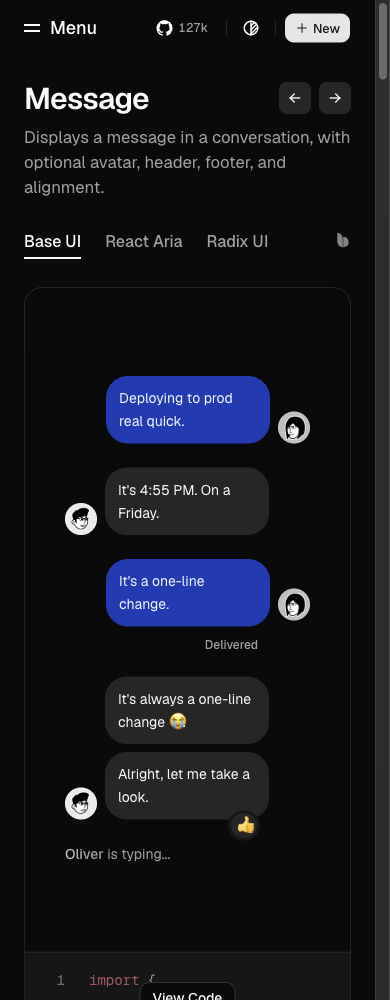 Menu
127k
+ New
Message
Displays a message in a conversation, with
optional avatar, header, footer, and
alignment.
Base UI React Aria Radix UI
Deploying to prod
real quick.
It's 4:55 PM. On a
Friday.
It's a one-line
change.
Delivered
It's always a one-line
change 😭
Alright, let me take a
look.
👍
Oliver is typing...
1 import {
View Code